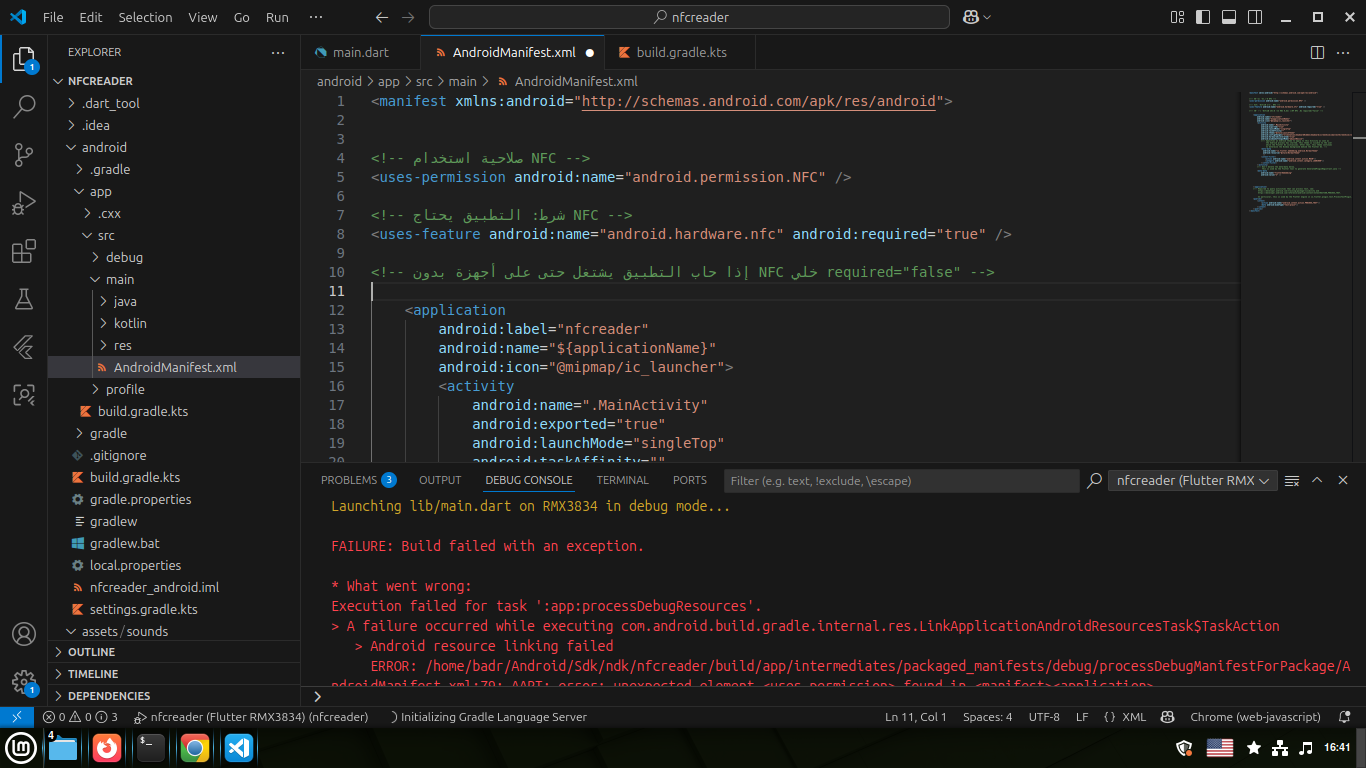 File Edit Selection View Go Run ··· nfcreader
EXPLORER ···
NFCREADER
.dart_tool
.idea
android
.gradle
app
.cxx
src
debug
main
java
kotlin
res
AndroidManifest.xml
profile
build.gradle.kts
gradle
.gitignore
build.gradle.kts
gradle.properties
gradlew
gradlew.bat
local.properties
nfcreader_android.iml
settings.gradle.kts
assets/sounds
OUTLINE
TIMELINE
DEPENDENCIES
1
1
main.dart AndroidManifest.xml build.gradle.kts
android > app > src > main > AndroidManifest.xml
1 <manifest xmlns:android="http://schemas.android.com/apk/res/android">
2
3
4 <!-- صلاحية استخدام NFC -->
5 <uses-permission android:name="android.permission.NFC" />
6
7 <!-- شرط: التطبيق يحتاج NFC -->
8 <uses-feature android:name="android.hardware.nfc" android:required="true" />
9
10 <!-- إذا حاب التطبيق يشتغل حتى على أجهزة بدون NFC خلي required="false" -->
11
12 <application
13 android:label="nfcreader"
14 android:name="${applicationName}"
15 android:icon="@mipmap/ic_launcher">
16 <activity
17 android:name=".MainActivity"
18 android:exported="true"
19 android:launchMode="singleTop"
20 android:taskAffinity=""
PROBLEMS 3 OUTPUT DEBUG CONSOLE TERMINAL PORTS Filter (e.g. text, !exclude, \escape) nfcreader (Flutter RMX
Launching lib/main.dart on RMX3834 in debug mode...
FAILURE: Build failed with an exception.
* What went wrong:
Execution failed for task ':app:processDebugResources'.
> A failure occurred while executing com.android.build.gradle.internal.res.LinkApplicationAndroidResourcesTask$TaskAction
> Android resource linking failed
ERROR: /home/badr/Android/Sdk/ndk/nfcreader/build/app/intermediates/packaged_manifests/debug/processDebugManifestForPackage/A
ndroidManifest.xml:79: AAPT: error: unexpected element <uses-permission> found in <manifest><application>.
>
0 0 3 nfcreader (Flutter RMX3834) (nfcreader) Initializing Gradle Language Server Ln 11, Col 1 Spaces: 4 UTF-8 LF {} XML Chrome (web-javascript)
4 16:41